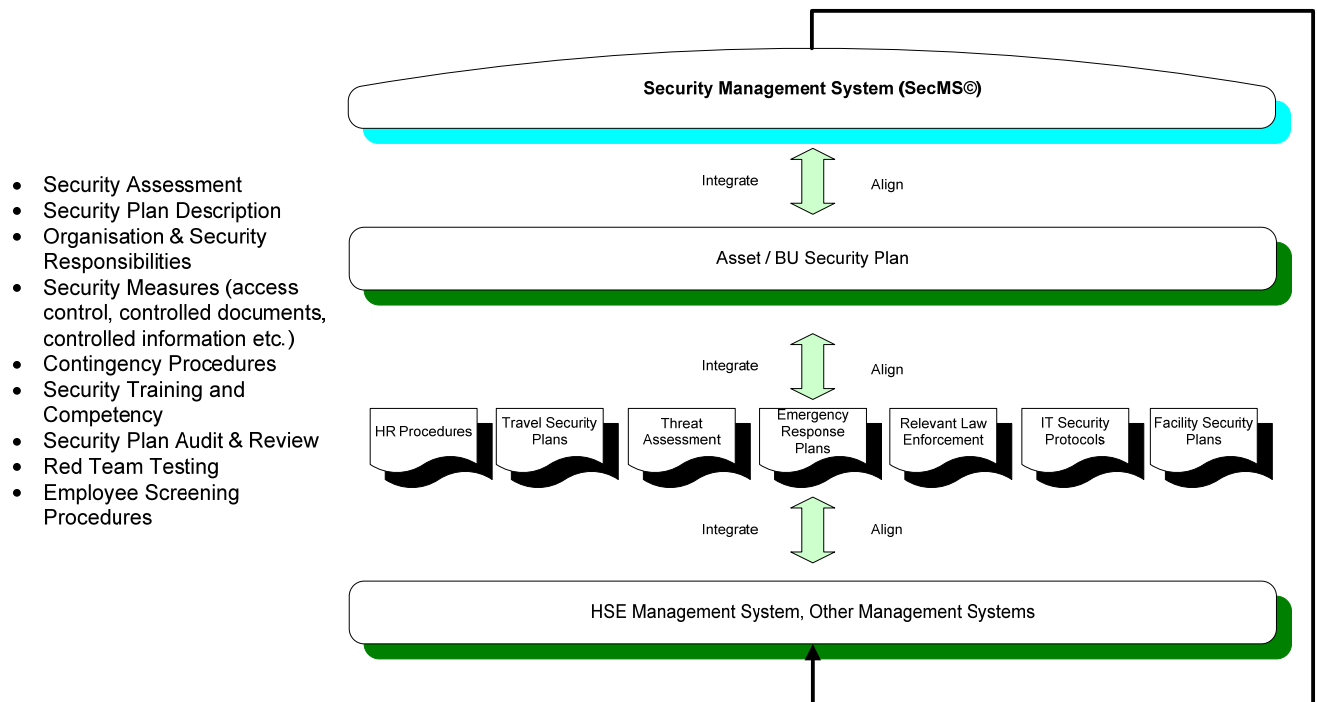 Security Management System (SecMS©)
Integrate
Align
• Security Assessment
• Security Plan Description
• Organisation & Security
Responsibilities
• Security Measures (access
control, controlled documents,
controlled information etc.)
• Contingency Procedures
• Security Training and
Competency
• Security Plan Audit & Review
• Red Team Testing
• Employee Screening
Procedures
Asset / BU Security Plan
Integrate
Align
HR Procedures
Travel Security
Plans
Threat
Assessment
Emergency
Response
Plans
Relevant Law
Enforcement
IT Security
Protocols
Facility Security
Plans
Integrate
Align
HSE Management System, Other Management Systems